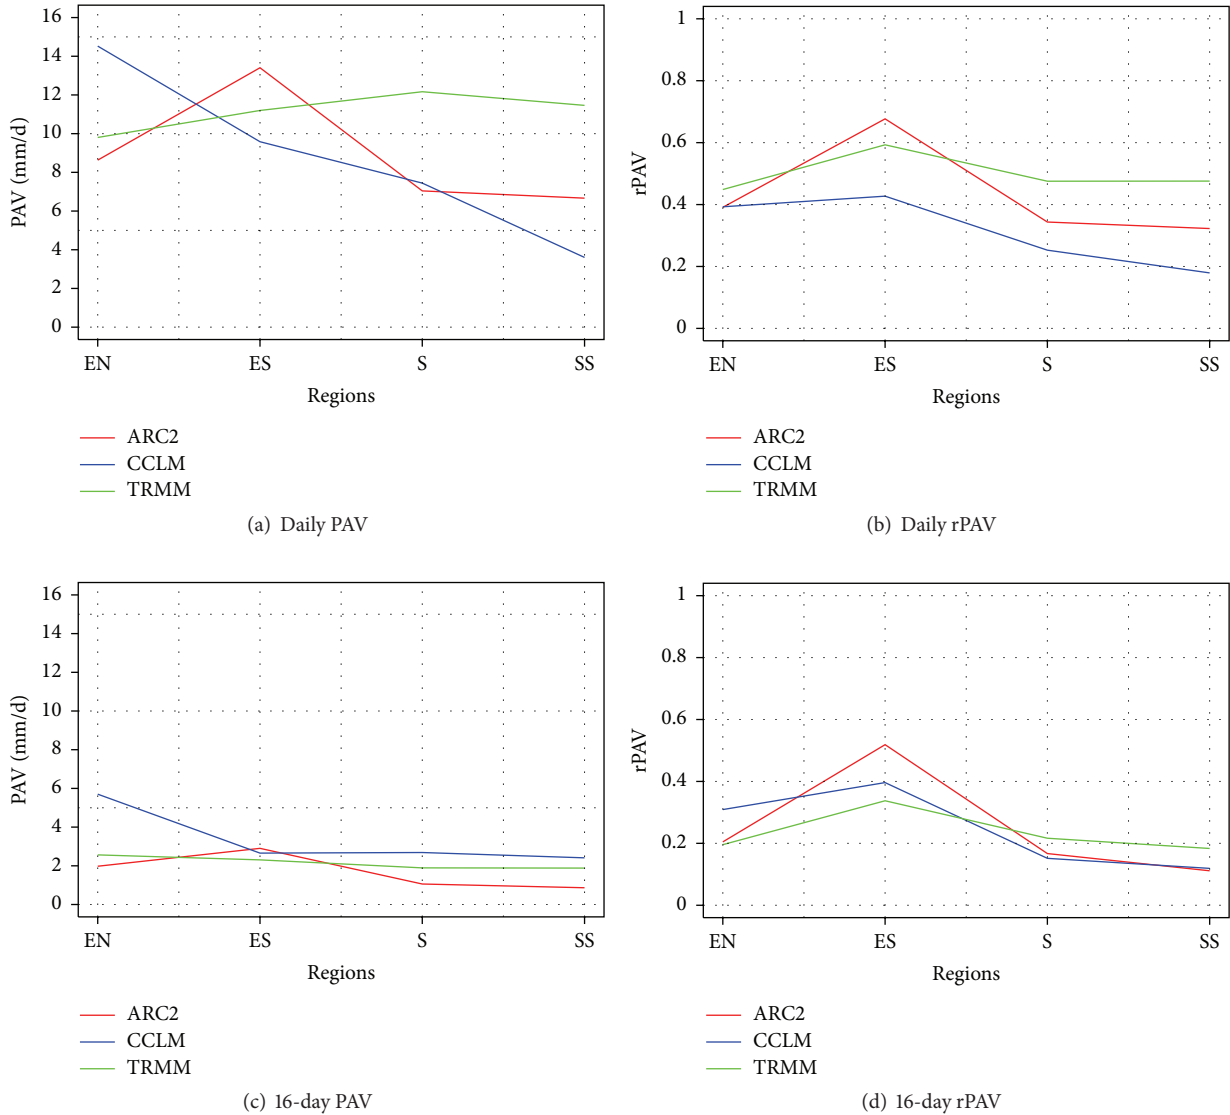 16
14
12
10
8
6
4
2
0
PAV (mm/d)
EN ES S SS
Regions
ARC2
CCLM
TRMM
(a) Daily PAV
1
0.8
0.6
0.4
0.2
0
rPAV
EN ES S SS
Regions
ARC2
CCLM
TRMM
(b) Daily rPAV
16
14
12
10
8
6
4
2
0
PAV (mm/d)
EN ES S SS
Regions
ARC2
CCLM
TRMM
(c) 16-day PAV
1
0.8
0.6
0.4
0.2
0
rPAV
EN ES S SS
Regions
ARC2
CCLM
TRMM
(d) 16-day rPAV